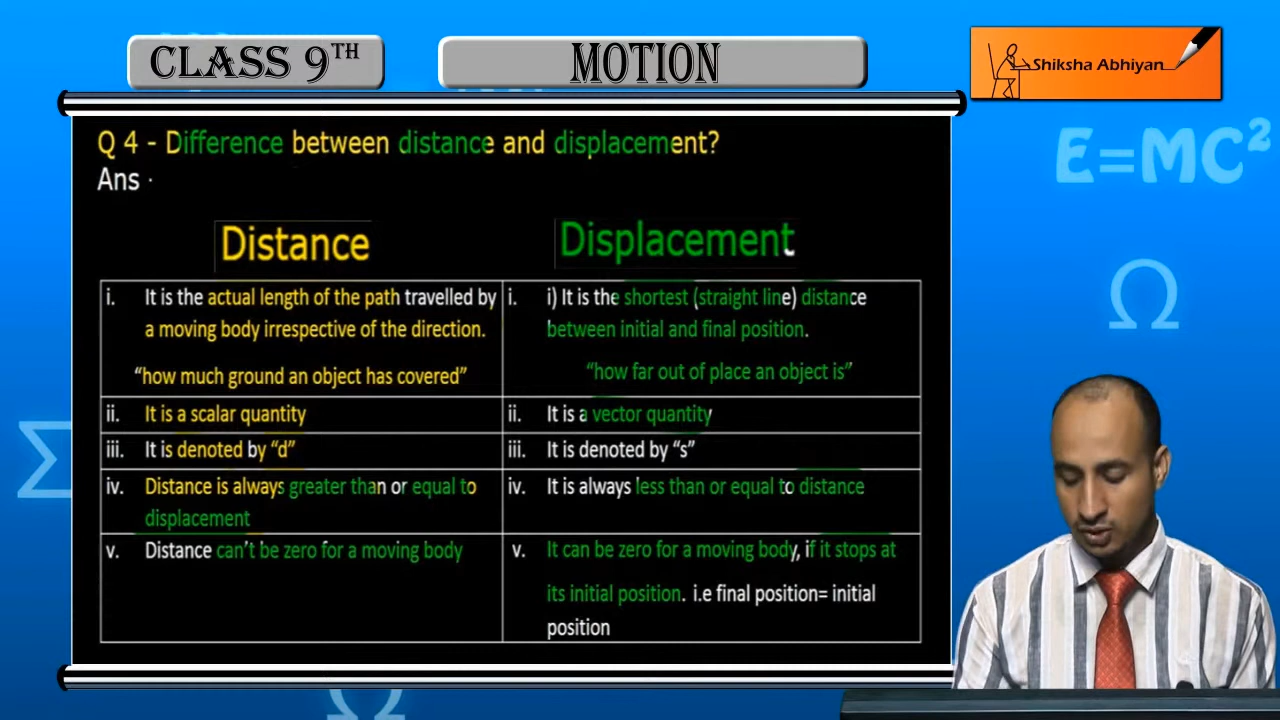 CLASS 9TH
MOTION
Shiksha Abhiyan
E=MC2
Ω
Σ
Ω
Q 4 - Difference between distance and displacement?
Ans -
Distance
Displacement
i. It is the actual length of the path travelled by
a moving body irrespective of the direction.
“how much ground an object has covered”
i. i) It is the shortest (straight line) distance
between initial and final position.
“how far out of place an object is”
ii. It is a scalar quantity
ii. It is a vector quantity
iii. It is denoted by “d”
iii. It is denoted by “s”
iv. Distance is always greater than or equal to
displacement
iv. It is always less than or equal to distance
v. Distance can't be zero for a moving body
v. It can be zero for a moving body, if it stops at
its initial position. i.e final position= initial
position